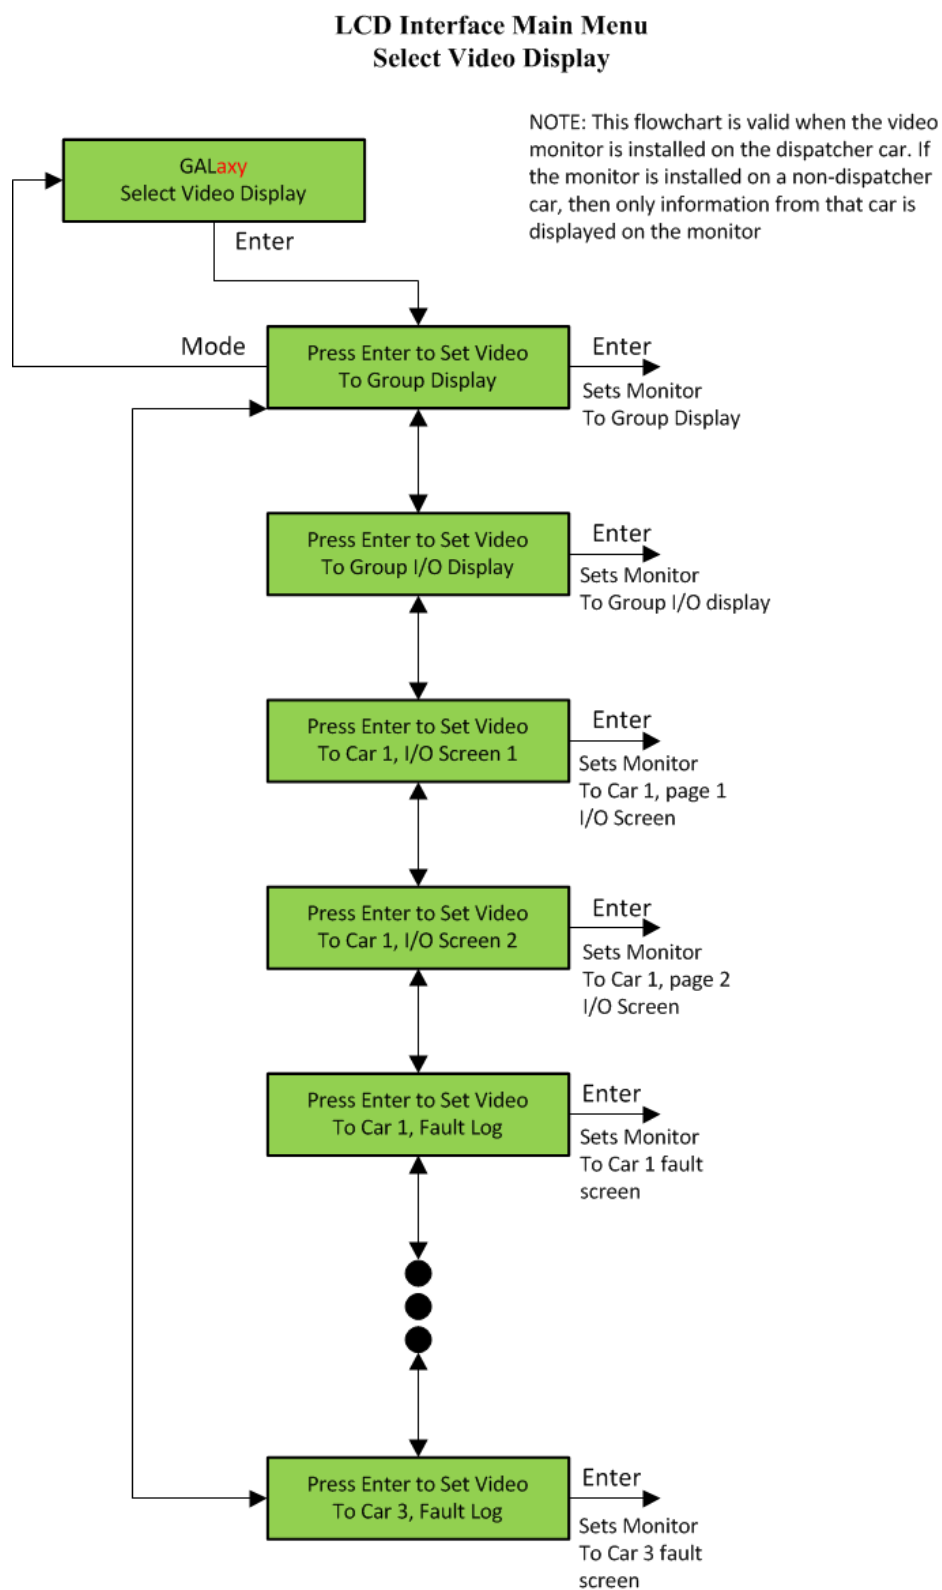 LCD Interface Main Menu
Select Video Display
NOTE: This flowchart is valid when the video
monitor is installed on the dispatcher car. If
the monitor is installed on a non-dispatcher
car, then only information from that car is
displayed on the monitor
GALaxy
Select Video Display
Enter
Mode
Press Enter to Set Video
To Group Display
Enter
Sets Monitor
To Group Display
Press Enter to Set Video
To Group I/O Display
Enter
Sets Monitor
To Group I/O display
Press Enter to Set Video
To Car 1, I/O Screen 1
Enter
Sets Monitor
To Car 1, page 1
I/O Screen
Press Enter to Set Video
To Car 1, I/O Screen 2
Enter
Sets Monitor
To Car 1, page 2
I/O Screen
Press Enter to Set Video
To Car 1, Fault Log
Enter
Sets Monitor
To Car 1 fault
screen
Press Enter to Set Video
To Car 3, Fault Log
Enter
Sets Monitor
To Car 3 fault
screen